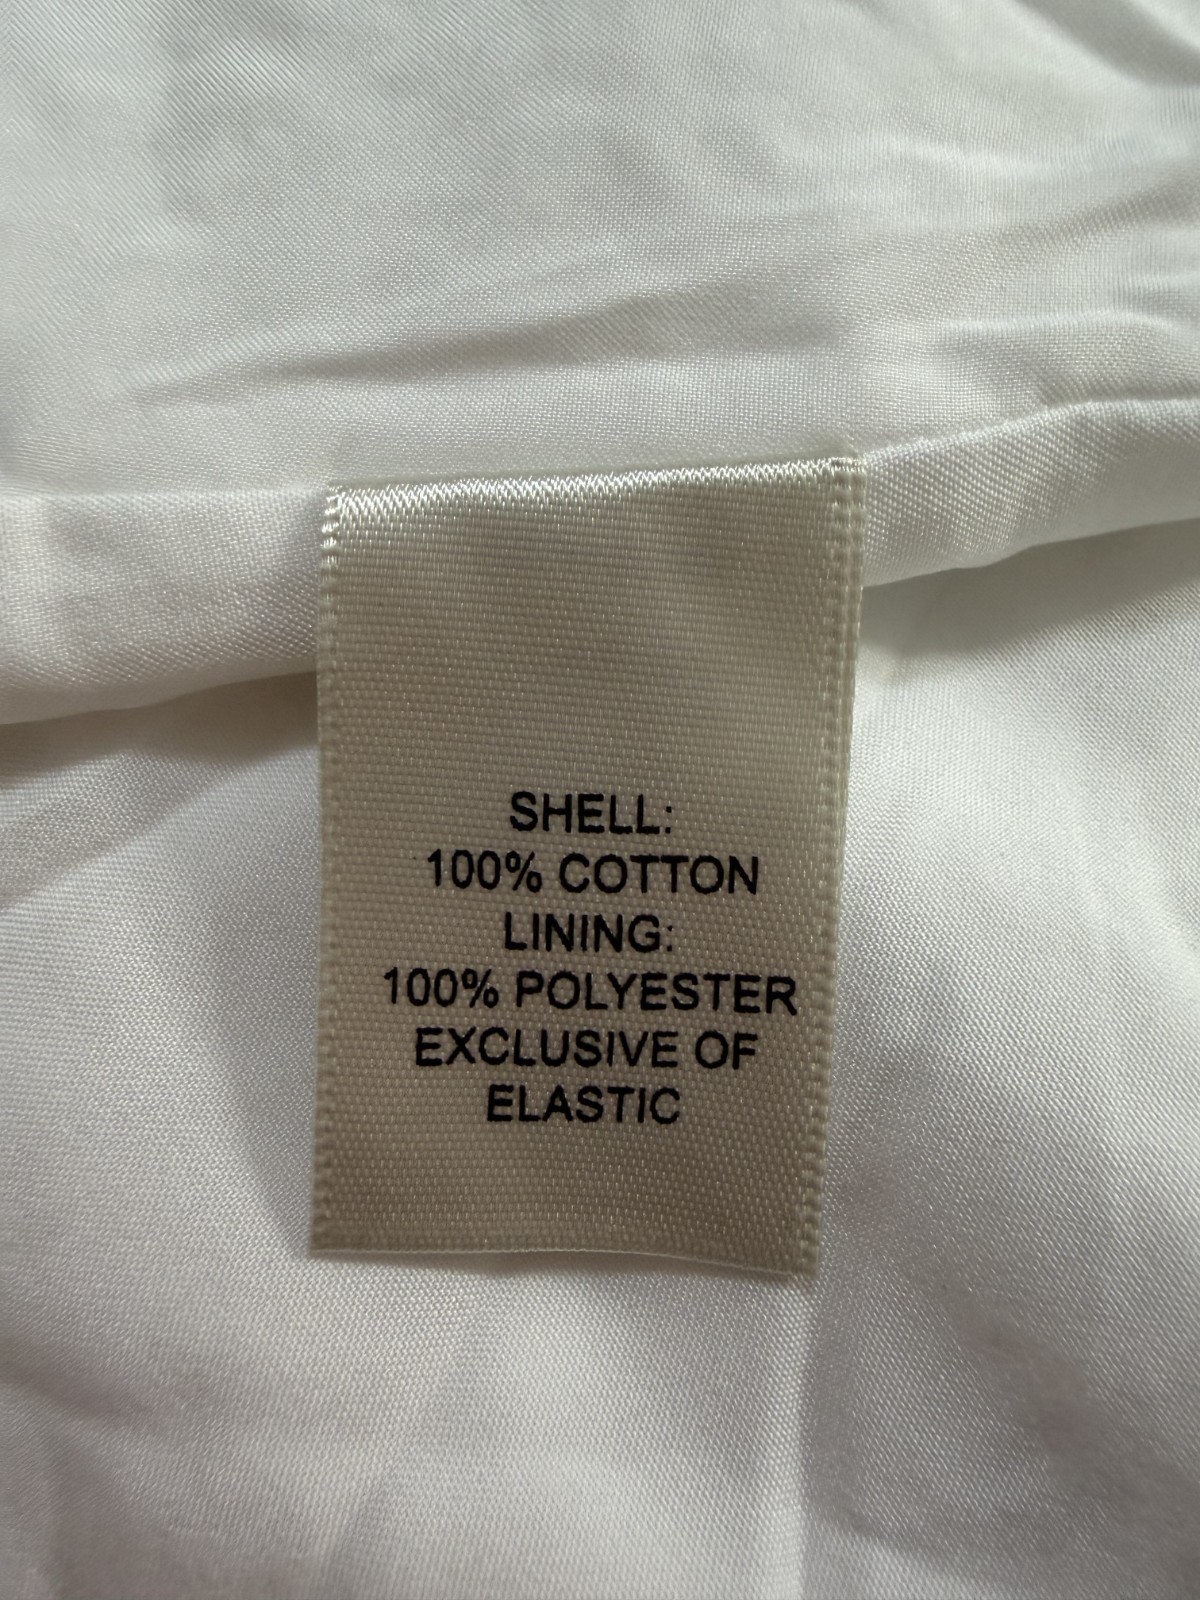 SHELL:
100% COTTON
LINING:
100% POLYESTER
EXCLUSIVE OF
ELASTIC